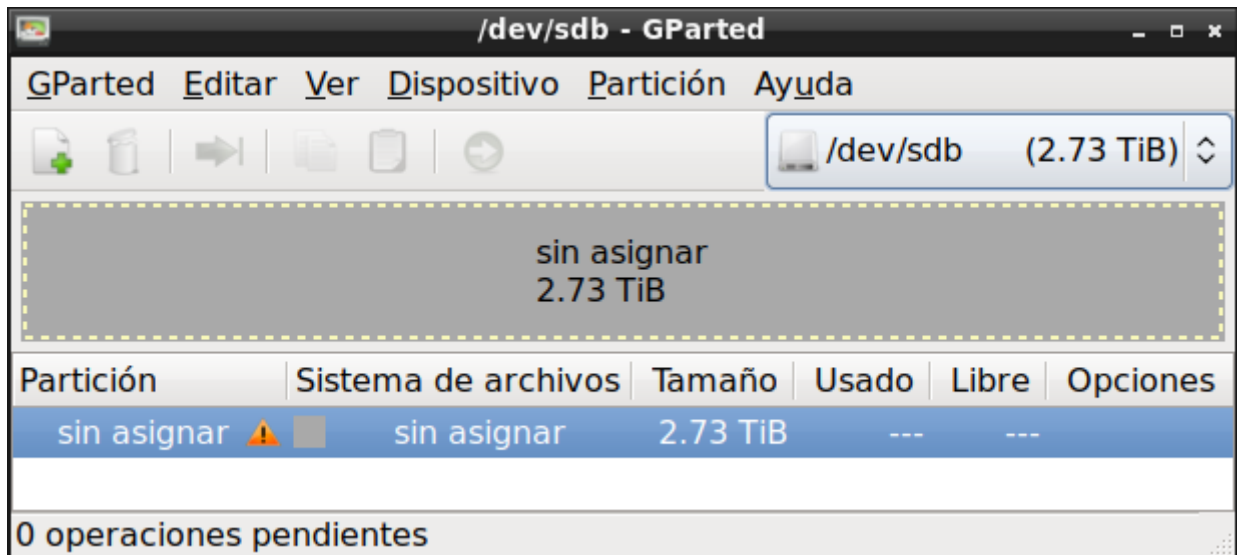 /dev/sdb - GParted
GParted Editar Ver Dispositivo Partición Ayuda
/dev/sdb (2.73 TiB)
sin asignar
2.73 TiB
Partición Sistema de archivos Tamaño Usado Libre Opciones
sin asignar sin asignar 2.73 TiB --- ---
0 operaciones pendientes